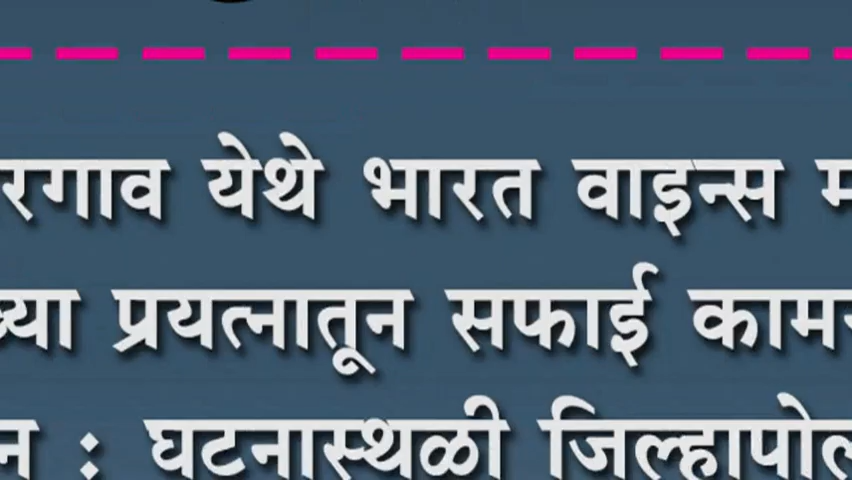 रगाव येथे भारत वाइन्स म
च्या प्रयत्नातून सफाई काम
न : घटनास्थळी जिल्हापोल